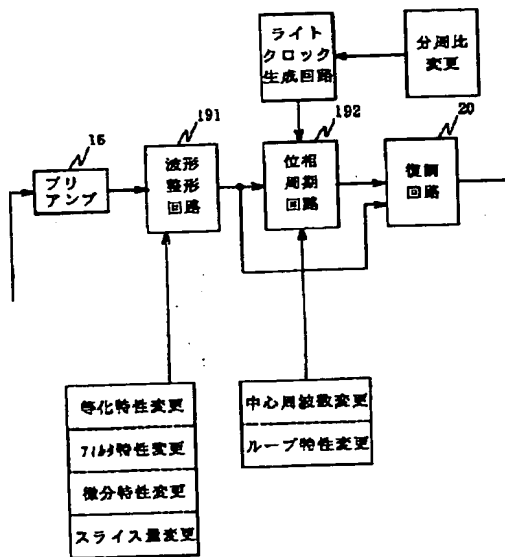 ライト
クロック
生成回路
分周比
変更
191
192
20
16
プリ
アンプ
波形
整形
回路
位相
周期
回路
復調
回路
等化特性変更
フィルタ特性変更
微分特性変更
スライス量変更
中心周波数変更
ループ特性変更